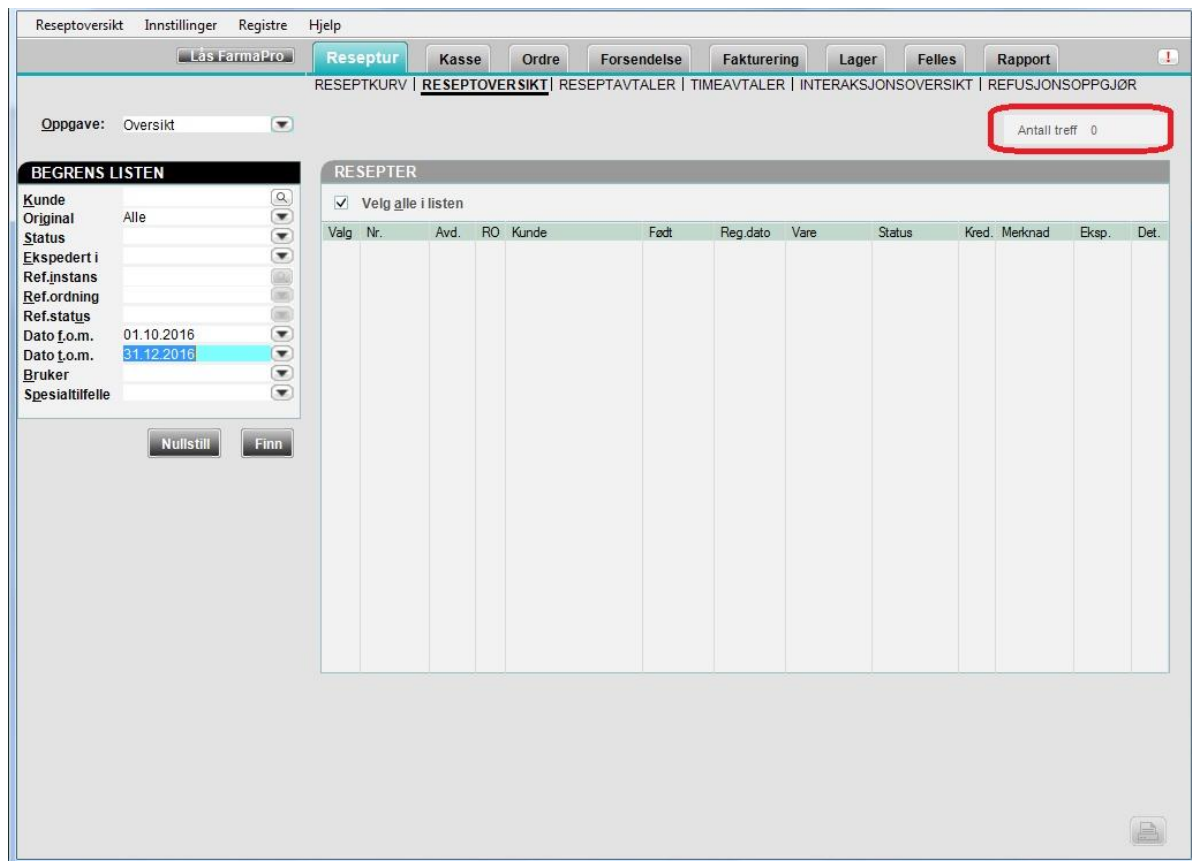 Reseptoversikt Innstillinger Registre Hjelp
Lås FarmaPro Reseptur Kasse Ordre Forsendelse Fakturering Lager Felles Rapport !
RESEPTKURV | RESEPTOVERSIKT | RESEPTAVTALER | TIMEAVTALER | INTERAKSJONSOVERSIKT | REFUSJONSOPPGJØR
Oppgave: Oversikt
Antall treff 0
BEGRENS LISTEN
Kunde
Original Alle
Status
Ekspedert i
Ref.instans
Ref.ordning
Ref.status
Dato f.o.m. 01.10.2016
Dato t.o.m. 31.12.2016
Bruker
Spesialtilfelle
Nullstill Finn
RESEPTER
Velg alle i listen
Valg Nr. Avd. RO Kunde Født Reg.dato Vare Status Kred. Merknad Eksp. Det.